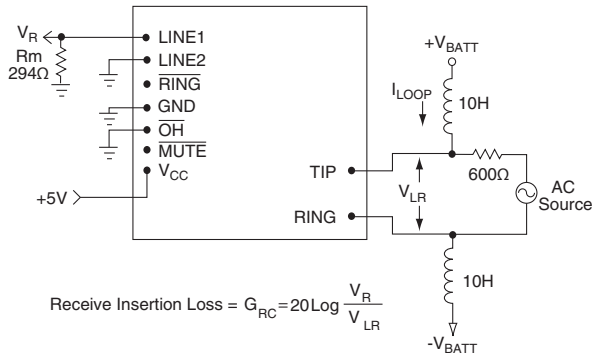 V_R
Rm
294Ω
LINE1
LINE2
RING
GND
OH
MUTE
V_CC
+5V
TIP
RING
+V_BATT
I_LOOP
10H
600Ω
V_LR
AC
Source
10H
-V_BATT
Receive Insertion Loss = G_RC = 20Log V_R / V_LR